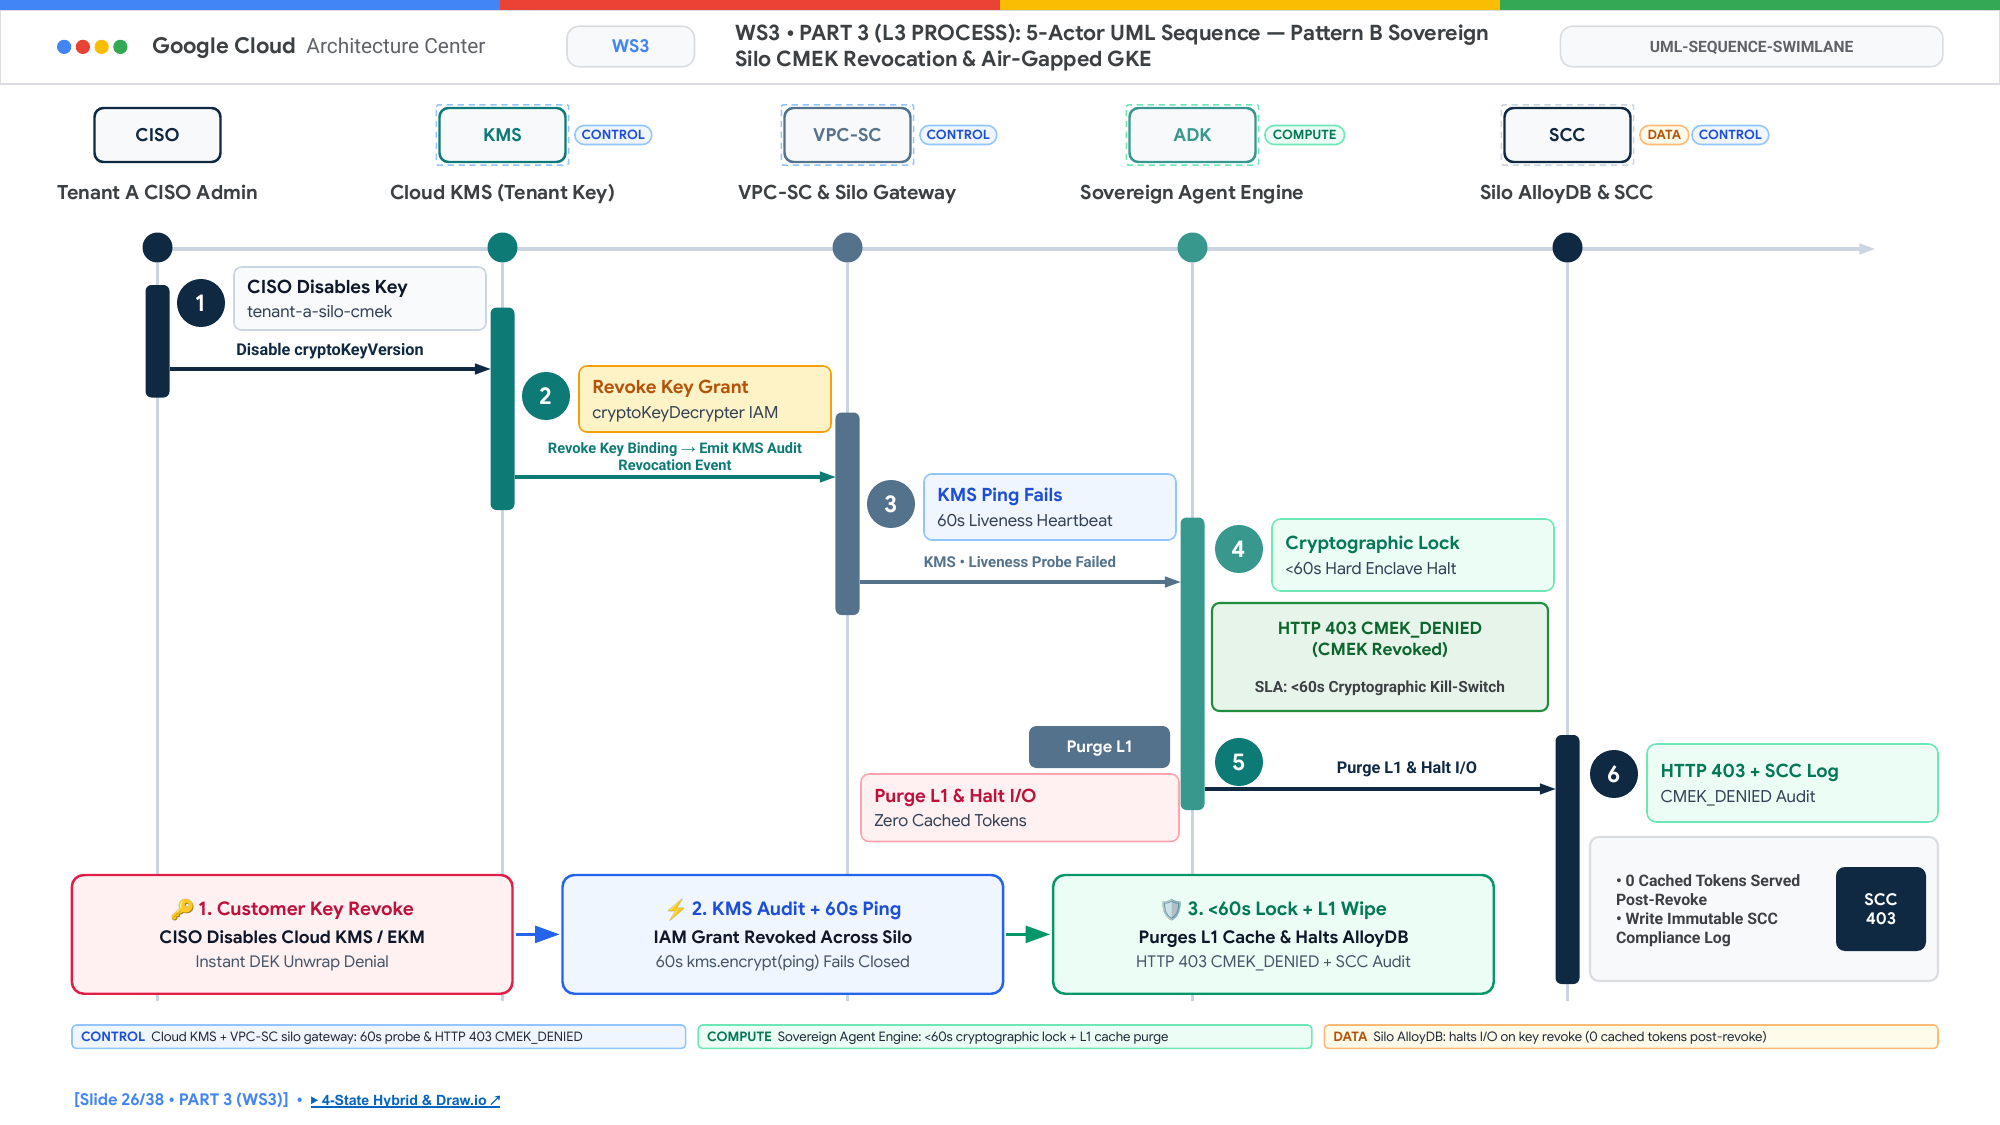 Google Cloud Architecture Center
WS3
WS3 • PART 3 (L3 PROCESS): 5-Actor UML Sequence — Pattern B Sovereign
Silo CMEK Revocation & Air-Gapped GKE
UML-SEQUENCE-SWIMLANE
CISO
Tenant A CISO Admin
KMS
CONTROL
Cloud KMS (Tenant Key)
VPC-SC
CONTROL
VPC-SC & Silo Gateway
ADK
COMPUTE
Sovereign Agent Engine
SCC
DATA
CONTROL
Silo AlloyDB & SCC
1
CISO Disables Key
tenant-a-silo-cmek
Disable cryptoKeyVersion
2
Revoke Key Grant
cryptoKeyDecrypter IAM
Revoke Key Binding → Emit KMS Audit
Revocation Event
3
KMS Ping Fails
60s Liveness Heartbeat
KMS • Liveness Probe Failed
4
Cryptographic Lock
<60s Hard Enclave Halt
HTTP 403 CMEK_DENIED
(CMEK Revoked)
SLA: <60s Cryptographic Kill-Switch
Purge L1
Purge L1 & Halt I/O
Zero Cached Tokens
5
Purge L1 & Halt I/O
6
HTTP 403 + SCC Log
CMEK_DENIED Audit
• 0 Cached Tokens Served
Post-Revoke
• Write Immutable SCC
Compliance Log
SCC
403
🔑 1. Customer Key Revoke
CISO Disables Cloud KMS / EKM
Instant DEK Unwrap Denial
⚡ 2. KMS Audit + 60s Ping
IAM Grant Revoked Across Silo
60s kms.encrypt(ping) Fails Closed
🛡️ 3. <60s Lock + L1 Wipe
Purges L1 Cache & Halts AlloyDB
HTTP 403 CMEK_DENIED + SCC Audit
CONTROL Cloud KMS + VPC-SC silo gateway: 60s probe & HTTP 403 CMEK_DENIED
COMPUTE Sovereign Agent Engine: <60s cryptographic lock + L1 cache purge
DATA Silo AlloyDB: halts I/O on key revoke (0 cached tokens post-revoke)
[Slide 26/38 • PART 3 (WS3)] • ▸ 4-State Hybrid & Draw.io ↗